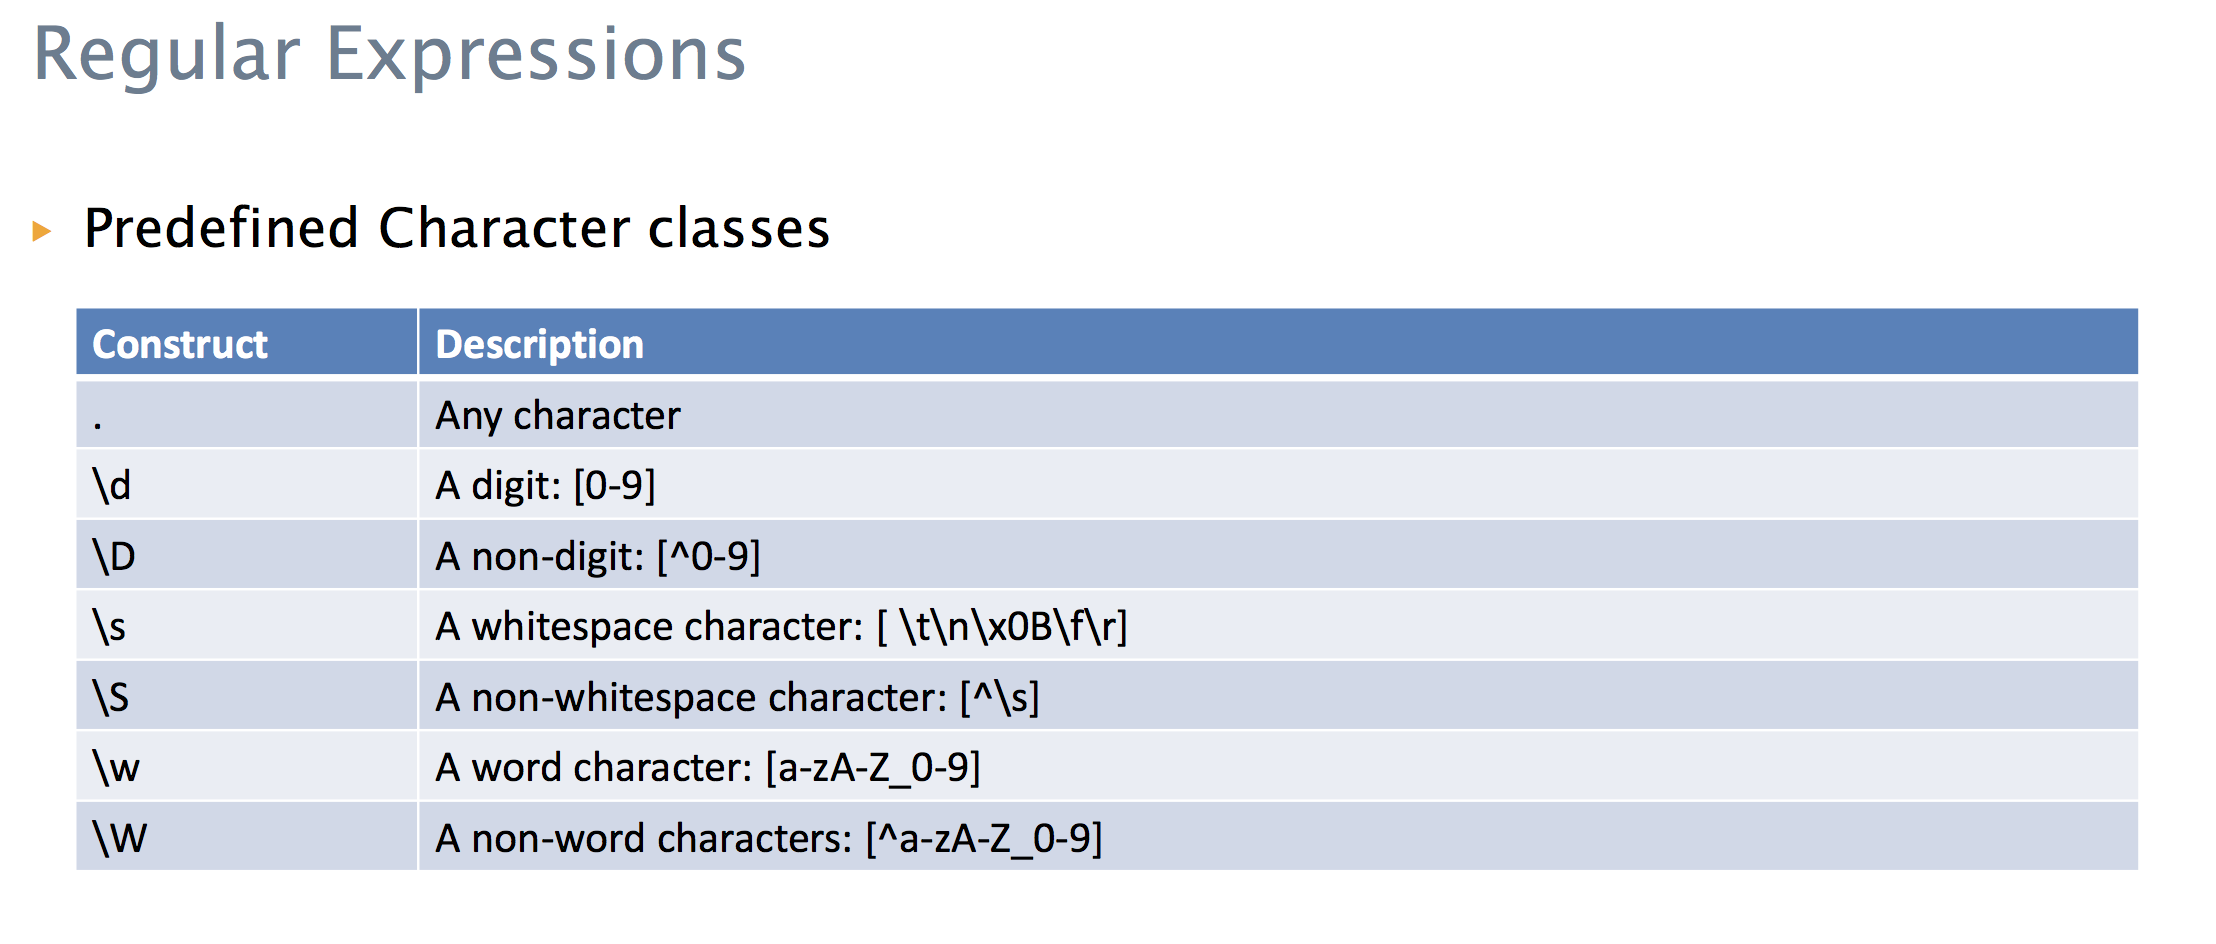 Regular Expressions
Predefined Character classes
Construct Description
. Any character
\d A digit: [0-9]
\D A non-digit: [^0-9]
\s A whitespace character: [ \t\n\x0B\f\r]
\S A non-whitespace character: [^\s]
\w A word character: [a-zA-Z_0-9]
\W A non-word characters: [^a-zA-Z_0-9]